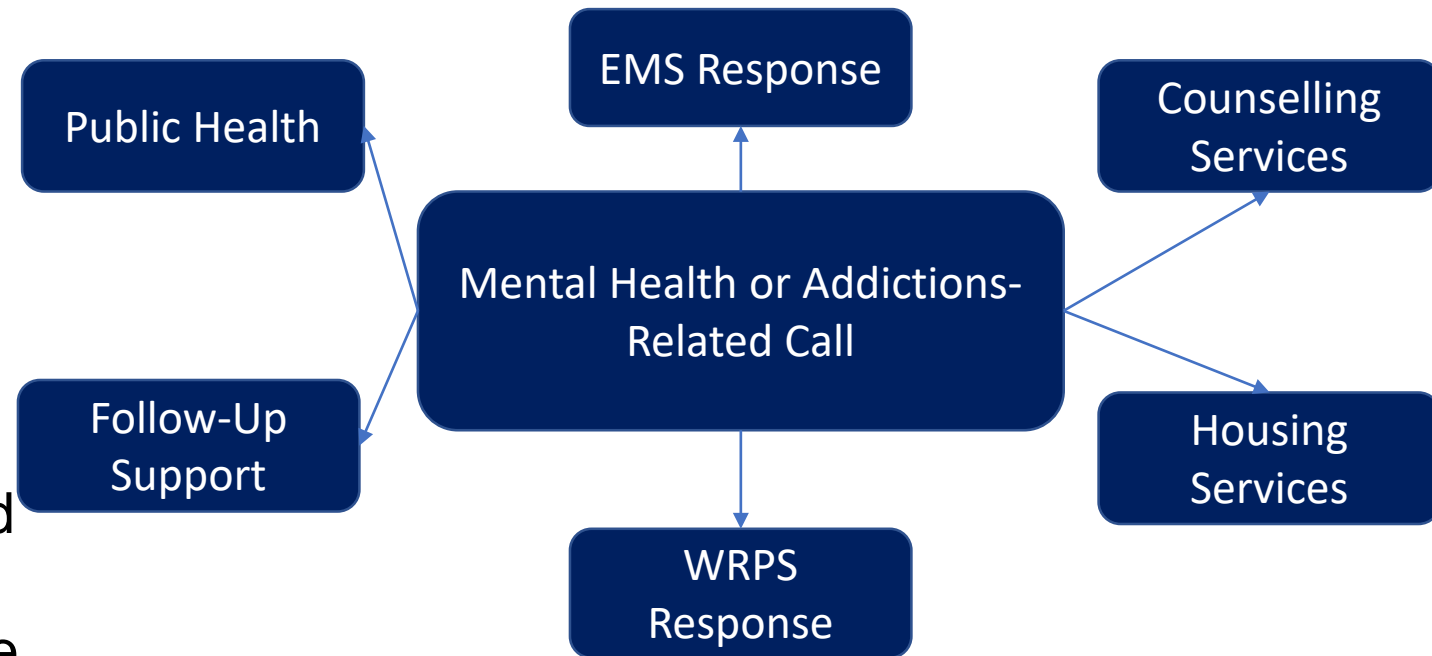 EMS Response
Public Health
Counselling
Services
Mental Health or Addictions-
Related Call
Follow-Up
Support
Housing
Services
d
WRPS
Response
e